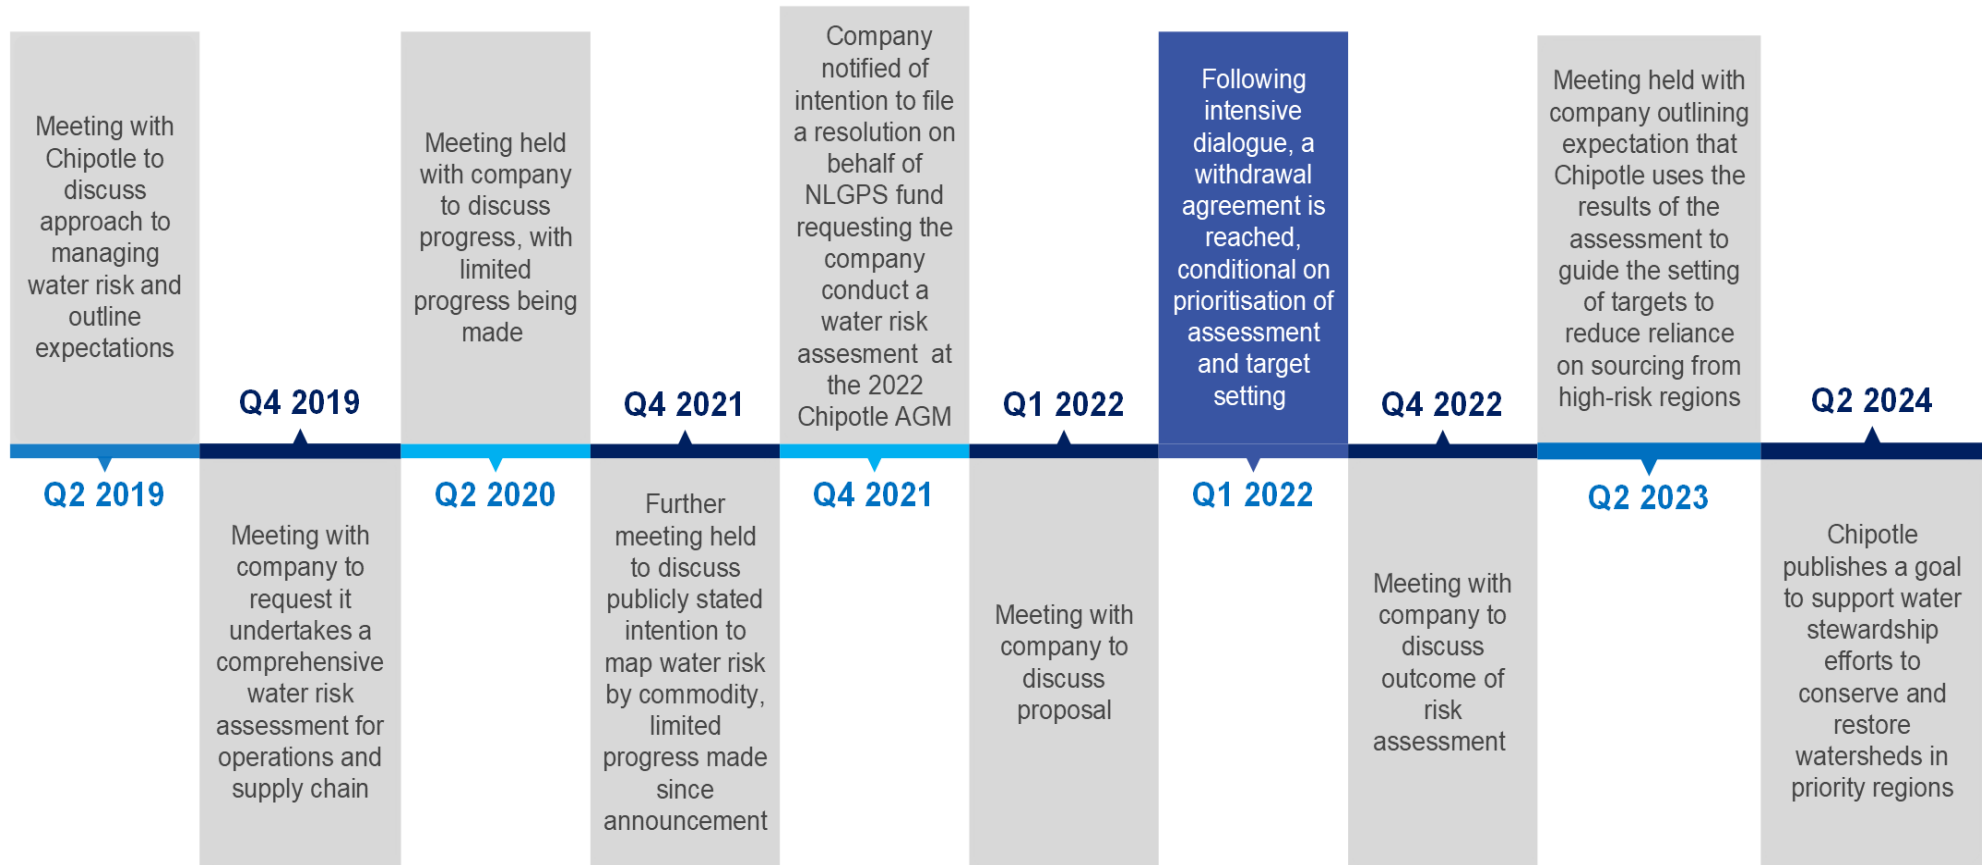 Meeting with
Chipotle to
discuss
approach to
managing
water risk and
outline
expectations
Q2 2019
Q4 2019
Meeting with
company to
request it
undertakes a
comprehensive
water risk
assessment for
operations and
supply chain
Meeting held
with company
to discuss
progress, with
limited
progress being
made
Q2 2020
Q4 2021
Further
meeting held
to discuss
publicly stated
intention to
map water risk
by commodity,
limited
progress made
since
announcement
Company
notified of
intention to file
a resolution on
behalf of
NLGPS fund
requesting the
company
conduct a
water risk
assesment at
the 2022
Chipotle AGM
Q4 2021
Q1 2022
Meeting with
company to
discuss
proposal
Following
intensive
dialogue, a
withdrawal
agreement is
reached,
conditional on
prioritisation of
assessment
and target
setting
Q1 2022
Q4 2022
Meeting with
company to
discuss
outcome of
risk
assessment
Meeting held with
company outlining
expectation that
Chipotle uses the
results of the
assessment to
guide the setting
of targets to
reduce reliance
on sourcing from
high-risk regions
Q2 2023
Q2 2024
Chipotle
publishes a goal
to support water
stewardship
efforts to
conserve and
restore
watersheds in
priority regions